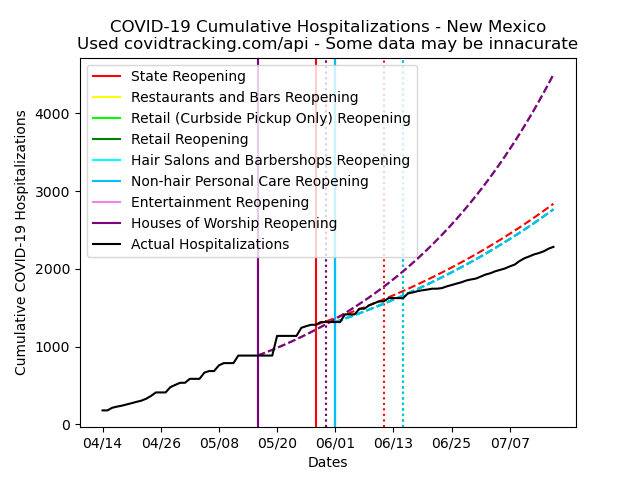 COVID-19 Cumulative Hospitalizations - New Mexico
Used covidtracking.com/api - Some data may be innacurate
State Reopening
Restaurants and Bars Reopening
Retail (Curbside Pickup Only) Reopening
Retail Reopening
Hair Salons and Barbershops Reopening
Non-hair Personal Care Reopening
Entertainment Reopening
Houses of Worship Reopening
Actual Hospitalizations
Cumulative COVID-19 Hospitalizations
4000
3000
2000
1000
0
04/14 04/26 05/08 05/20 06/01 06/13 06/25 07/07
Dates